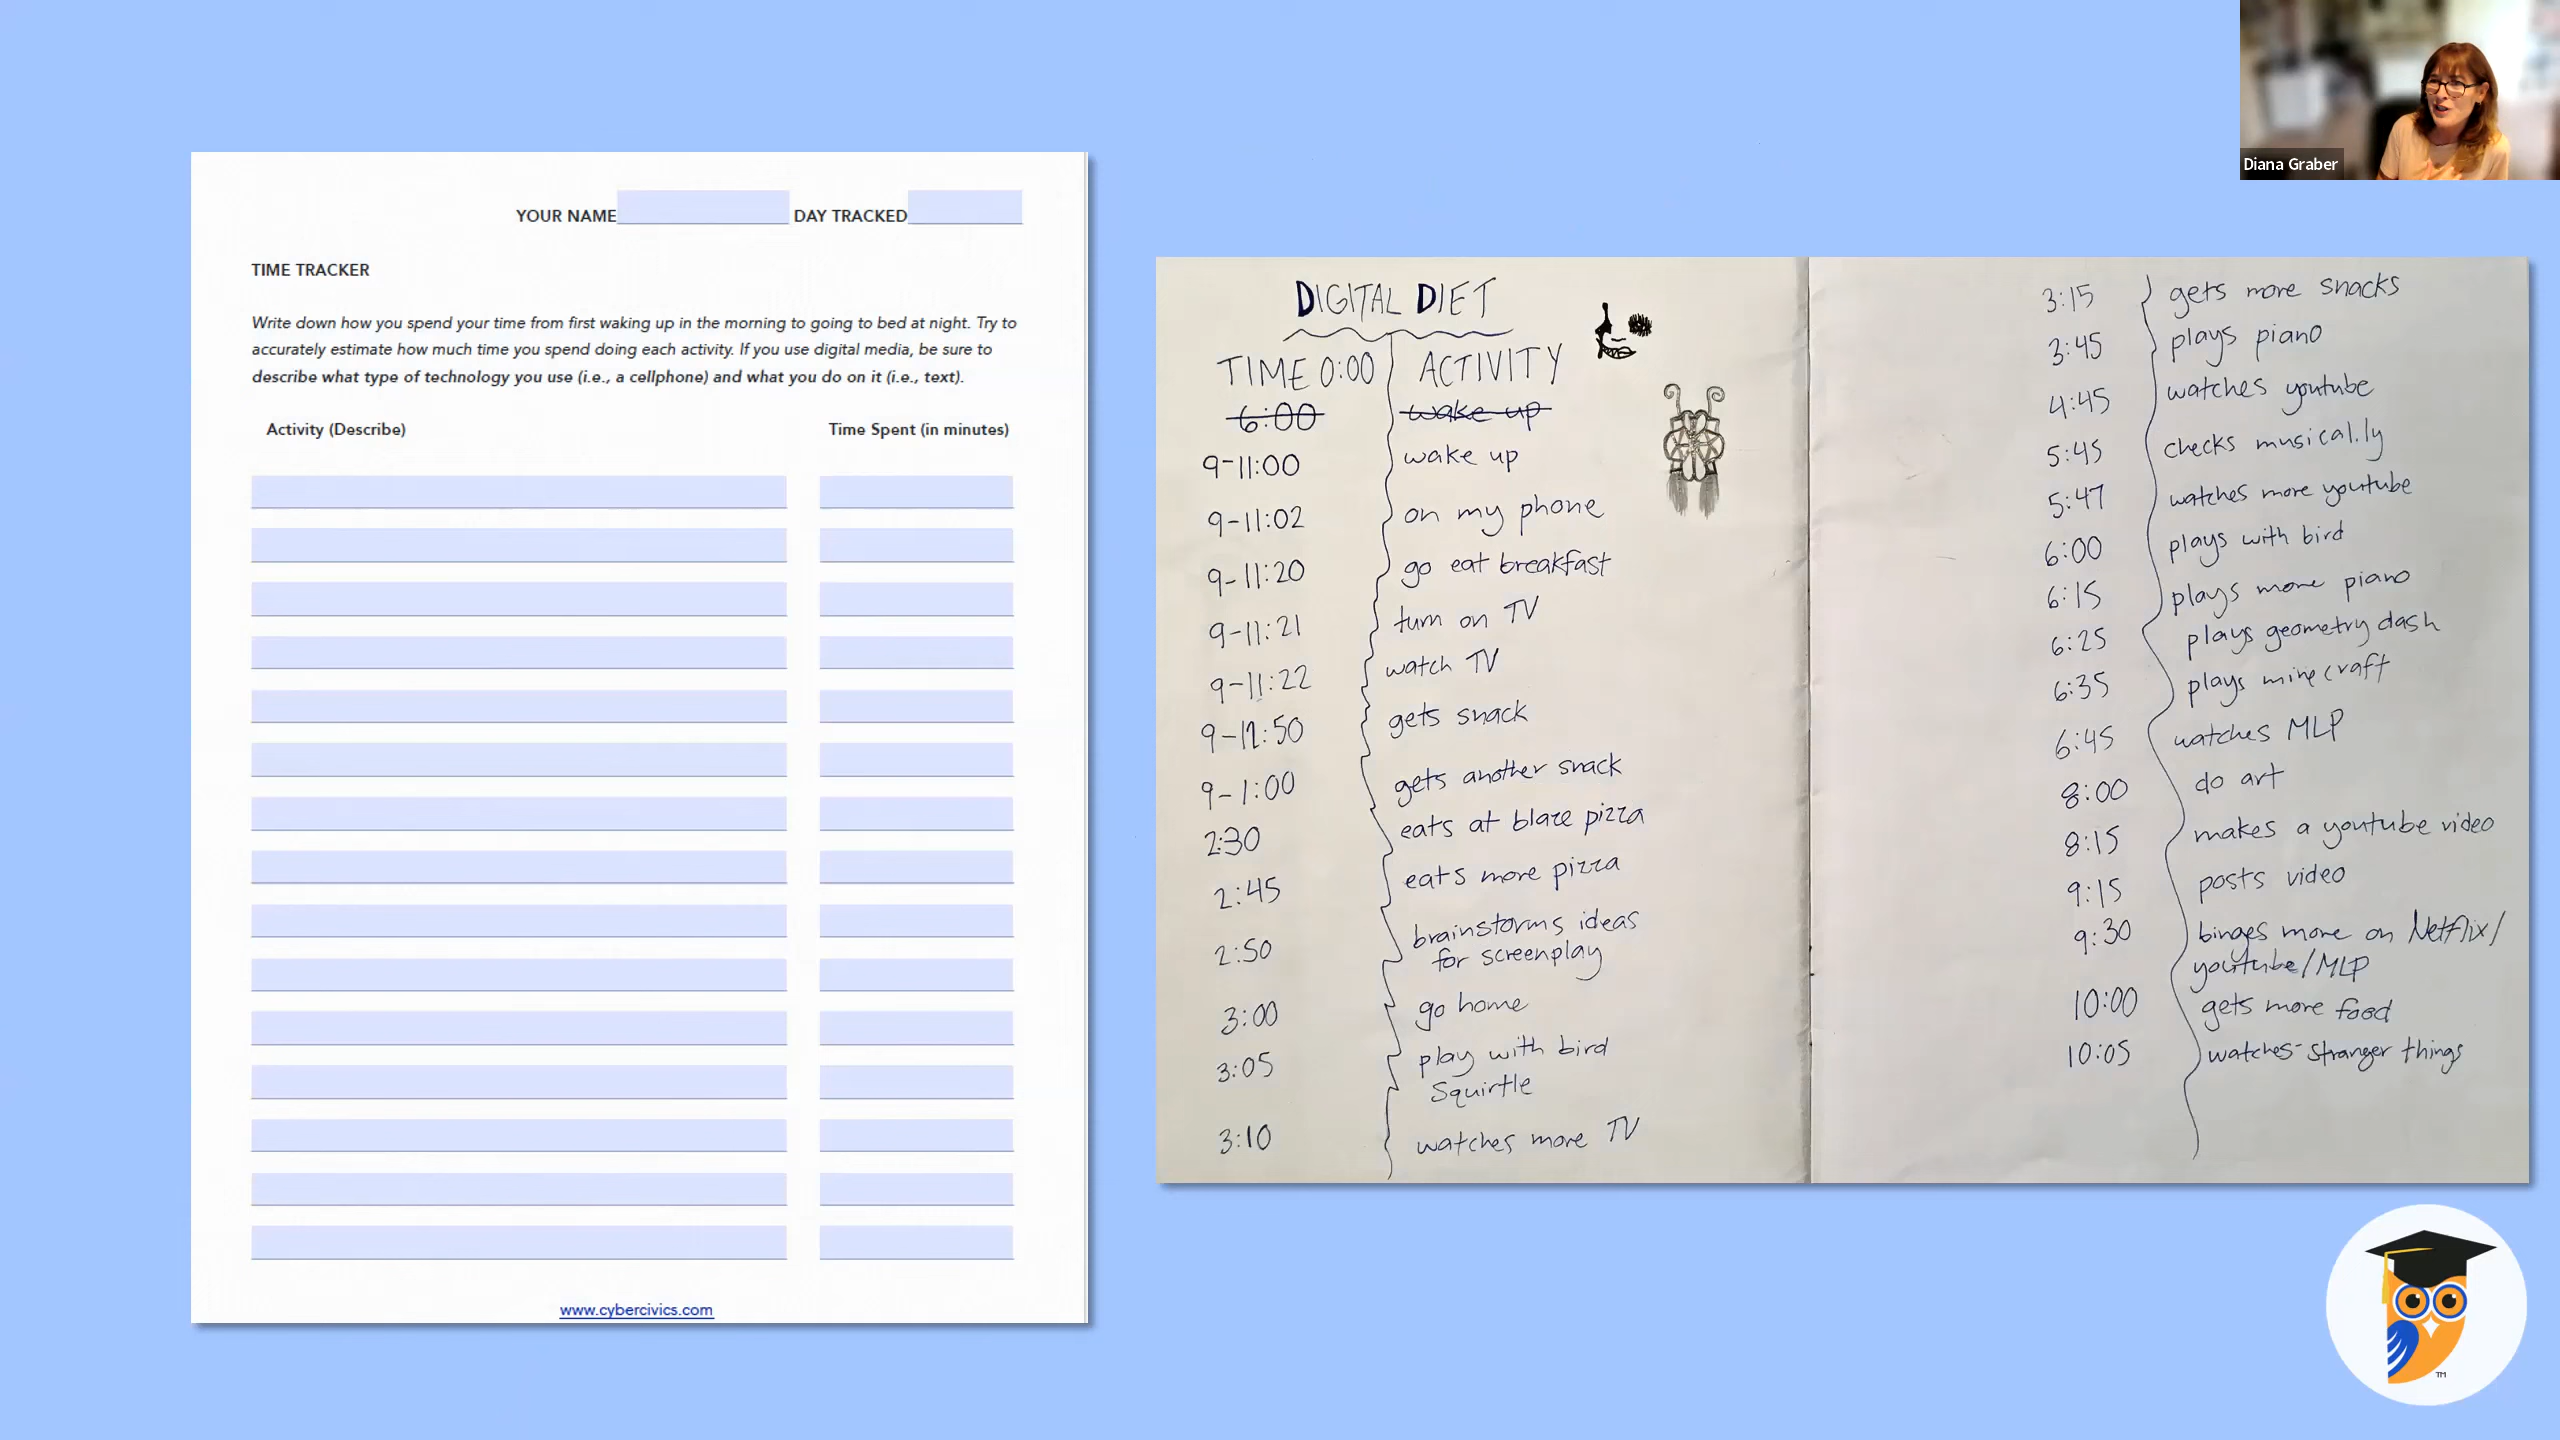 Diana Graber
YOUR NAME DAY TRACKED
TIME TRACKER
Write down how you spend your time from first waking up in the morning to going to bed at night. Try to
accurately estimate how much time you spend doing each activity. If you use digital media, be sure to
describe what type of technology you use (i.e., a cellphone) and what you do on it (i.e., text).
Activity (Describe) Time Spent (in minutes)
www.cybercivics.com
DIGITAL DIET
TIME 0:00 ACTIVITY
6:00 wake up
9-11:00 wake up
9-11:02 on my phone
9-11:20 go eat breakfast
9-11:21 turn on TV
9-11:22 watch TV
9-12:50 gets snack
9-1:00 gets another snack
2:30 eats at blaze pizza
2:45 eats more pizza
2:50 brainstorms ideas
for screenplay
3:00 go home
3:05 play with bird
Squirtle
3:10 watches more TV
3:15 gets more snacks
3:45 plays piano
4:45 watches youtube
5:45 checks musical.ly
5:47 watches more youtube
6:00 plays with bird
6:15 plays more piano
6:25 plays geometry dash
6:35 plays minecraft
6:45 watches MLP
8:00 do art
8:15 makes a youtube video
9:15 posts video
9:30 binges more on Netflix/
youtube/MLP
10:00 gets more food
10:05 watches stranger things
TM